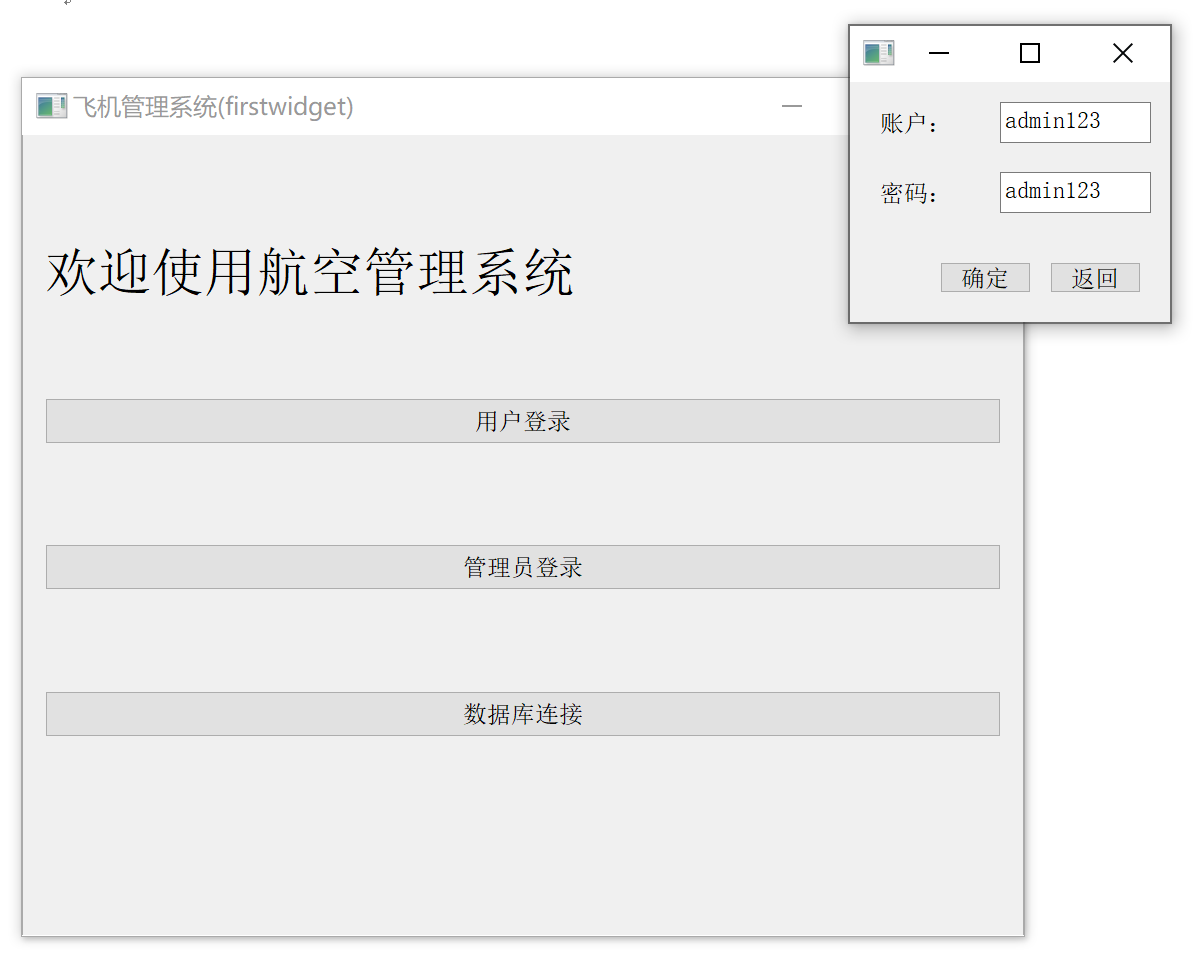 飞机管理系统(firstwidget)
欢迎使用航空管理系统
用户登录
管理员登录
数据库连接
账户：
admin123
密码：
admin123
确定
返回